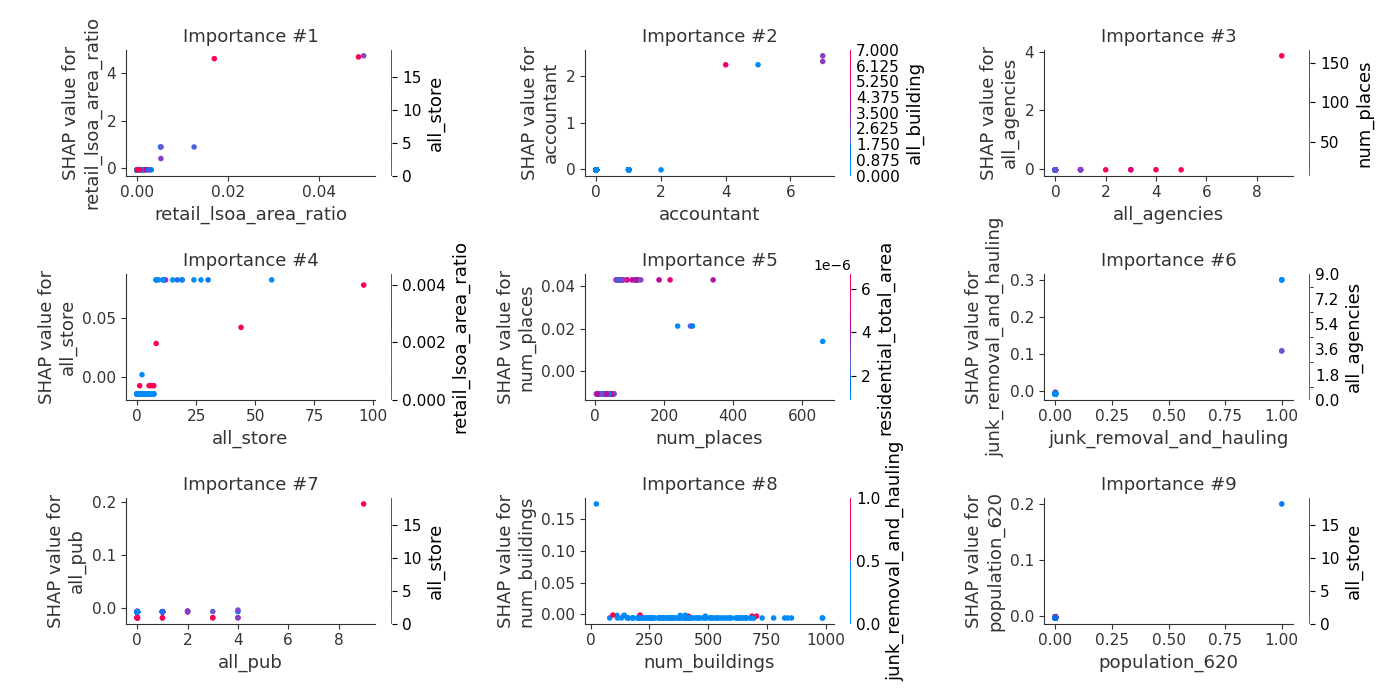 Importance #1
SHAP value for
retail_lsoa_area_ratio
4
2
0
0.00
0.02
0.04
retail_lsoa_area_ratio
15
10
5
0
all_store
Importance #2
SHAP value for
accountant
2
1
0
0
2
4
6
accountant
7.000
6.125
5.250
4.375
3.500
2.625
1.750
0.875
0.000
all_building
Importance #3
SHAP value for
all_agencies
4
2
0
0
2
4
6
8
all_agencies
150
100
50
num_places
Importance #4
SHAP value for
all_store
0.05
0.00
0
25
50
75
100
all_store
0.004
0.002
0.000
retail_lsoa_area_ratio
Importance #5
SHAP value for
num_places
0.04
0.02
0.00
0
200
400
600
num_places
1e−6
6
4
2
residential_total_area
Importance #6
SHAP value for
junk_removal_and_hauling
0.3
0.2
0.1
0.0
0.00
0.25
0.50
0.75
1.00
junk_removal_and_hauling
9.0
7.2
5.4
3.6
1.8
0.0
all_agencies
Importance #7
SHAP value for
all_pub
0.2
0.1
0.0
0
2
4
6
8
all_pub
15
10
5
0
all_store
Importance #8
SHAP value for
num_buildings
0.15
0.10
0.05
0.00
0
250
500
750
1000
num_buildings
1.0
0.5
0.0
junk_removal_and_hauling
Importance #9
SHAP value for
population_620
0.2
0.1
0.0
0.00
0.25
0.50
0.75
1.00
population_620
15
10
5
0
all_store